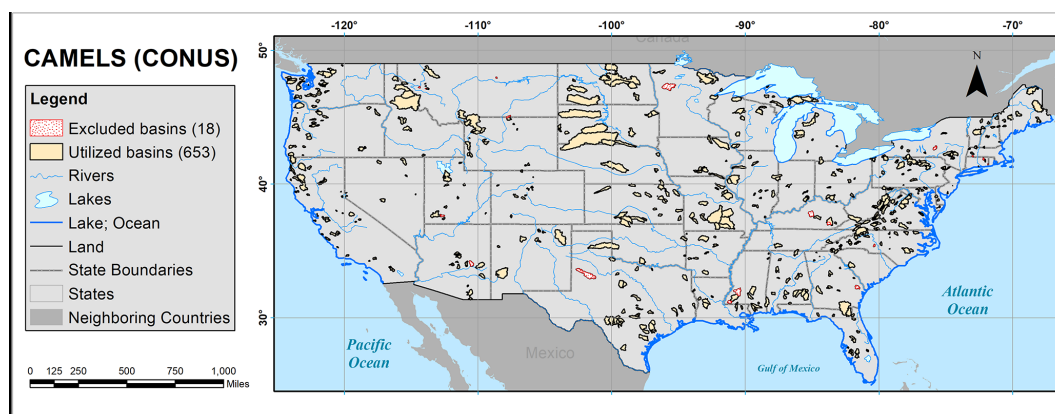 -120° -110° -100° -90° -80° -70°
Canada
50°
40°
30°
CAMELS (CONUS)
Legend
Excluded basins (18)
Utilized basins (653)
Rivers
Lakes
Lake; Ocean
Land
State Boundaries
States
Neighboring Countries
0 125 250 500 750 1,000
Miles
N
Pacific
Ocean
Mexico
Gulf of Mexico
Atlantic
Ocean